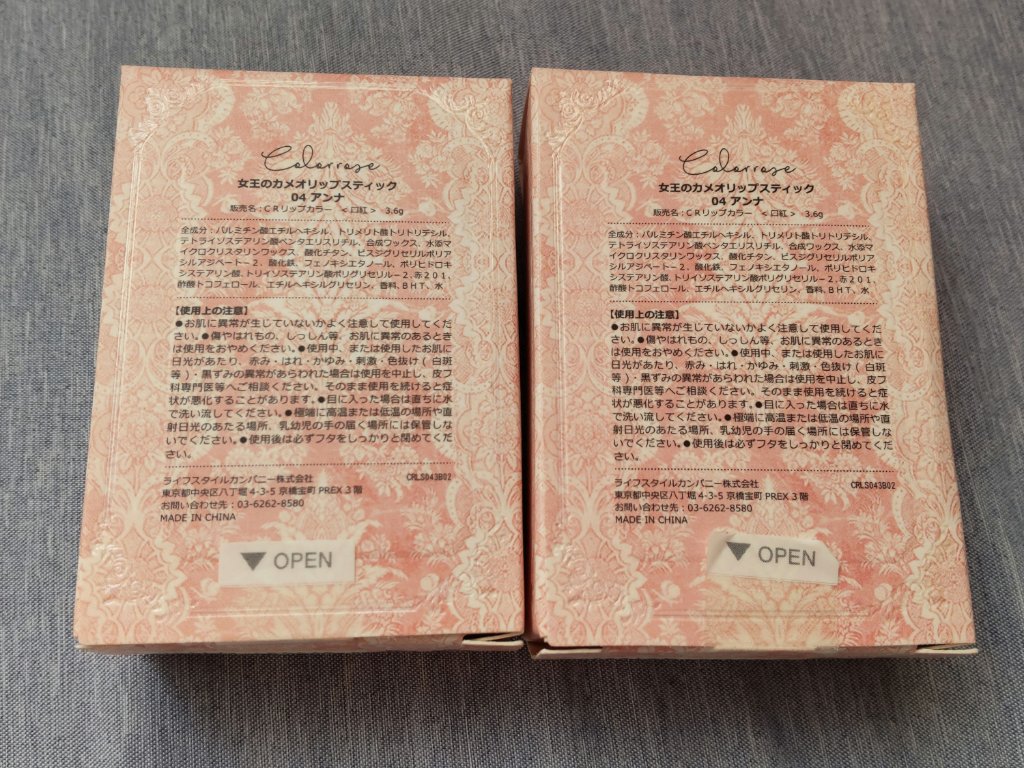 Colorrose
女王のカメオリップスティック
04 アンナ
販売名：ＣＲリップカラー　＜口紅＞　3.6g
全成分：パルミチン酸エチルヘキシル、トリメリト酸トリトリデシル、
テトライソステアリン酸ペンタエリスリチル、合成ワックス、水添マ
イクロクリスタリンワックス、酸化チタン、ビスジグリセリルポリア
シルアジペート－２、酸化鉄、フェノキシエタノール、ポリヒドロキ
システアリン酸、トリイソステアリン酸ポリグリセリル－２、赤２０１、
酢酸トコフェロール、エチルヘキシルグリセリン、香料、ＢＨＴ、水
【使用上の注意】
●お肌に異常が生じていないかよく注意して使用してくだ
さい。●傷やはれもの、しっしん等、お肌に異常のあるとき
は使用をおやめください。●使用中、または使用したお肌に
日光があたり、赤み・はれ・かゆみ・刺激・色抜け（白斑
等）・黒ずみの異常があらわれた場合は使用を中止し、皮フ
科専門医等へご相談ください。そのまま使用を続けると症
状が悪化することがあります。●目に入った場合は直ちに水
で洗い流してください。●極端に高温または低温の場所や直
射日光のあたる場所、乳幼児の手の届く場所には保管しな
いでください。●使用後は必ずフタをしっかりと閉めてくだ
さい。
ライフスタイルカンパニー株式会社 CRLS043B02
東京都中央区八丁堀 4-3-5 京橋宝町 PREX 3 階
お問い合わせ先：03-6262-8580
MADE IN CHINA
▼ OPEN
Colorrose
女王のカメオリップスティック
04 アンナ
販売名：ＣＲリップカラー　＜口紅＞　3.6g
全成分：パルミチン酸エチルヘキシル、トリメリト酸トリトリデシル、
テトライソステアリン酸ペンタエリスリチル、合成ワックス、水添マ
イクロクリスタリンワックス、酸化チタン、ビスジグリセリルポリア
シルアジペート－２、酸化鉄、フェノキシエタノール、ポリヒドロキ
システアリン酸、トリイソステアリン酸ポリグリセリル－２、赤２０１、
酢酸トコフェロール、エチルヘキシルグリセリン、香料、ＢＨＴ、水
【使用上の注意】
●お肌に異常が生じていないかよく注意して使用してくだ
さい。●傷やはれもの、しっしん等、お肌に異常のあるとき
は使用をおやめください。●使用中、または使用したお肌に
日光があたり、赤み・はれ・かゆみ・刺激・色抜け（白斑
等）・黒ずみの異常があらわれた場合は使用を中止し、皮フ
科専門医等へご相談ください。そのまま使用を続けると症
状が悪化することがあります。●目に入った場合は直ちに水
で洗い流してください。●極端に高温または低温の場所や直
射日光のあたる場所、乳幼児の手の届く場所には保管しな
いでください。●使用後は必ずフタをしっかりと閉めてくだ
さい。
ライフスタイルカンパニー株式会社 CRLS043B02
東京都中央区八丁堀 4-3-5 京橋宝町 PREX 3 階
お問い合わせ先：03-6262-8580
MADE IN CHINA
▼ OPEN